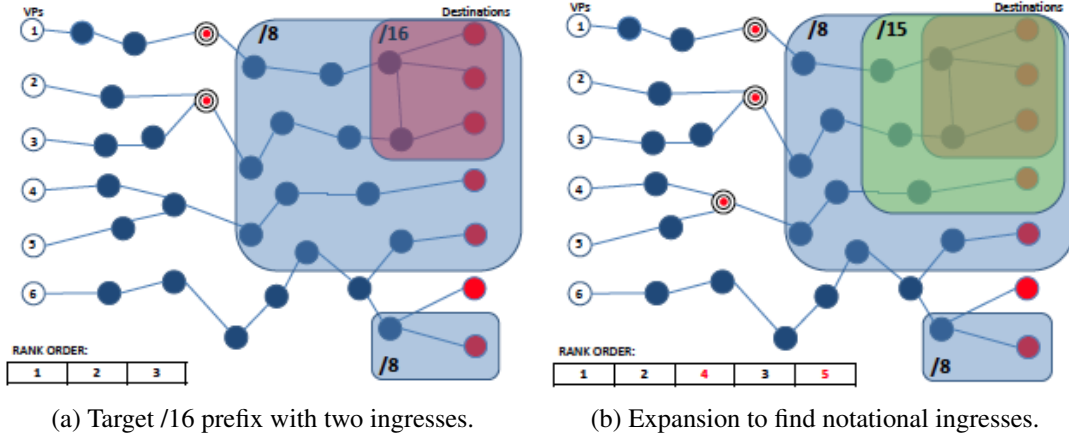 VPs
Destinations
1
/8
/16
2
3
4
5
6
/8
RANK ORDER:
1 2 3
(a) Target /16 prefix with two ingresses.
VPs
Destinations
1
/8
/15
2
3
4
5
6
/8
RANK ORDER:
1 2 4 3 5
(b) Expansion to find notational ingresses.